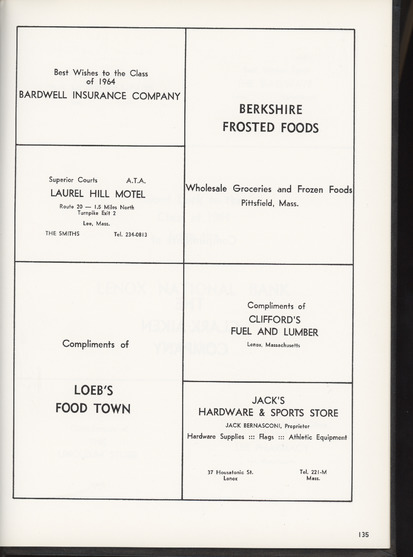 Best Wishes to the Class
of 1964
BARDWELL INSURANCE COMPANY
Superior Courts A.T.A.
LAUREL HILL MOTEL
Route 20 — 1.5 Miles North
Turnpike Exit 2
Lee, Mass.
THE SMITHS Tel. 234-0813
Compliments of
LOEB'S
FOOD TOWN
BERKSHIRE
FROSTED FOODS
Wholesale Groceries and Frozen Foods
Pittsfield, Mass.
Compliments of
CLIFFORD'S
FUEL AND LUMBER
Lenox, Massachusetts
JACK'S
HARDWARE & SPORTS STORE
JACK BERNASCONI, Proprietor
Hardware Supplies ::: Flags ::: Athletic Equipment
37 Housatonic St. Tel. 221-M
Lenox Mass.
135